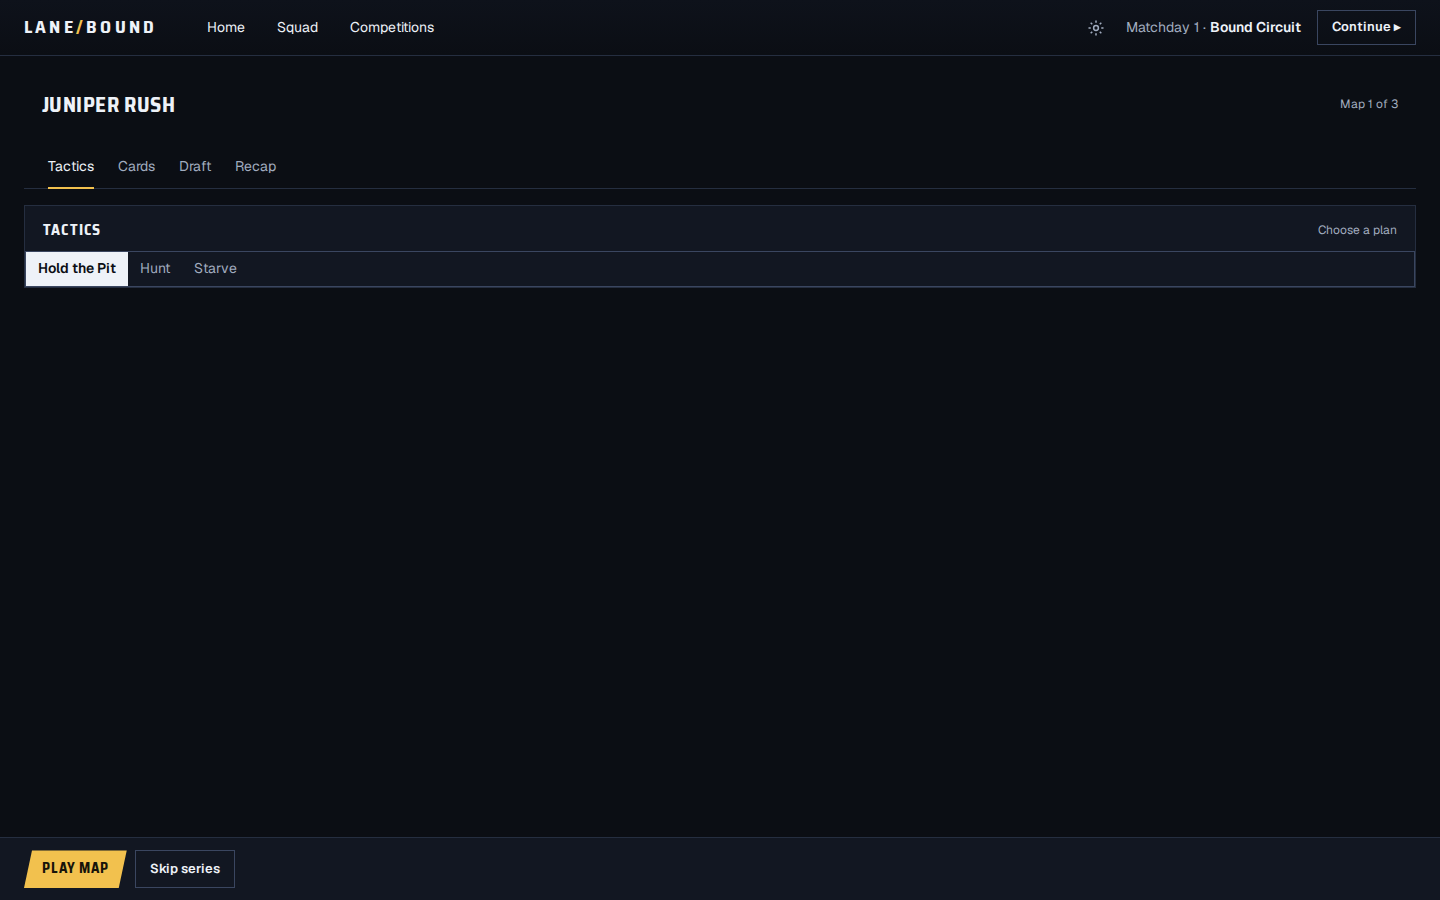 LANE/BOUND Home Squad Competitions Matchday 1 · Bound Circuit Continue ▸
JUNIPER RUSH Map 1 of 3
Tactics Cards Draft Recap
TACTICS Choose a plan
Hold the Pit Hunt Starve
PLAY MAP Skip series